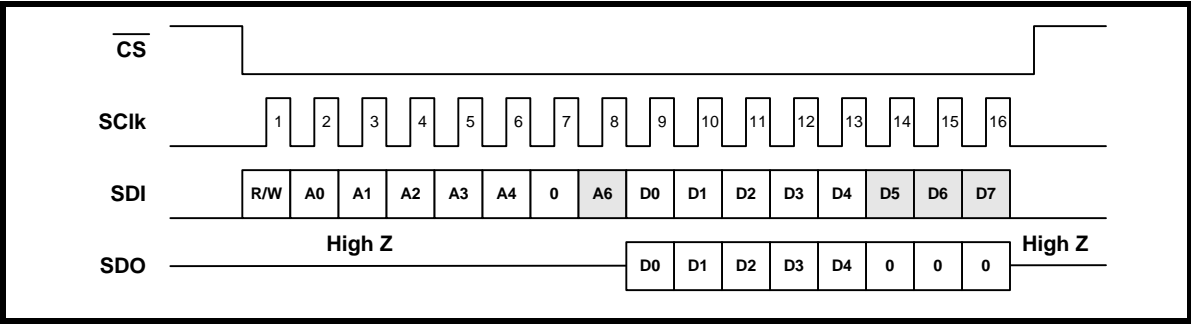 CS
SClk 1 2 3 4 5 6 7 8 9 10 11 12 13 14 15 16
SDI R/W A0 A1 A2 A3 A4 0 A6 D0 D1 D2 D3 D4 D5 D6 D7
High Z High Z
SDO D0 D1 D2 D3 D4 0 0 0